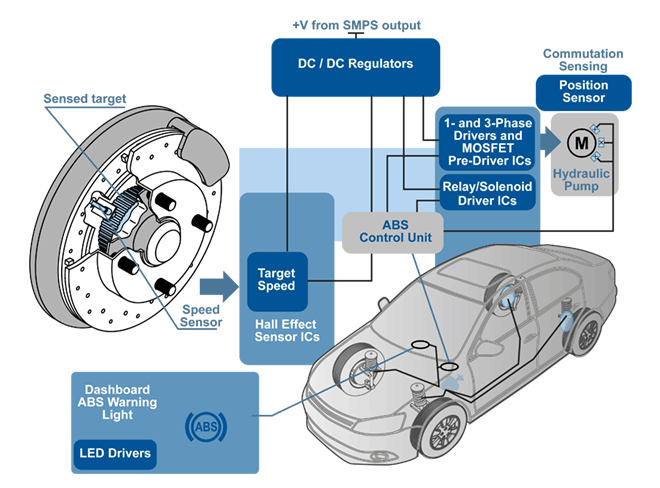 +V from SMPS output
DC / DC Regulators
Commutation
Sensing
Position
Sensor
Sensed target
1- and 3-Phase
Drivers and
MOSFET
Pre-Driver ICs
M
Hydraulic
Pump
Relay/Solenoid
Driver ICs
ABS
Control Unit
Target
Speed
Speed
Sensor
Hall Effect
Sensor ICs
Dashboard
ABS Warning
Light
ABS
LED Drivers